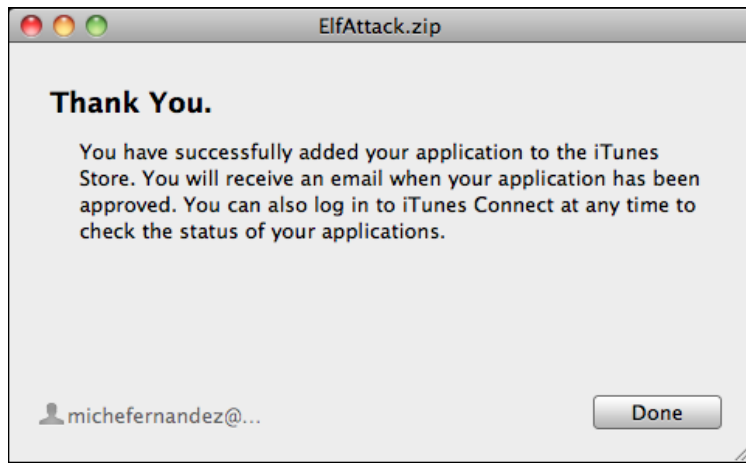 ElfAttack.zip
Thank You.
You have successfully added your application to the iTunes
Store. You will receive an email when your application has been
approved. You can also log in to iTunes Connect at any time to
check the status of your applications.
michefernandez@...
Done